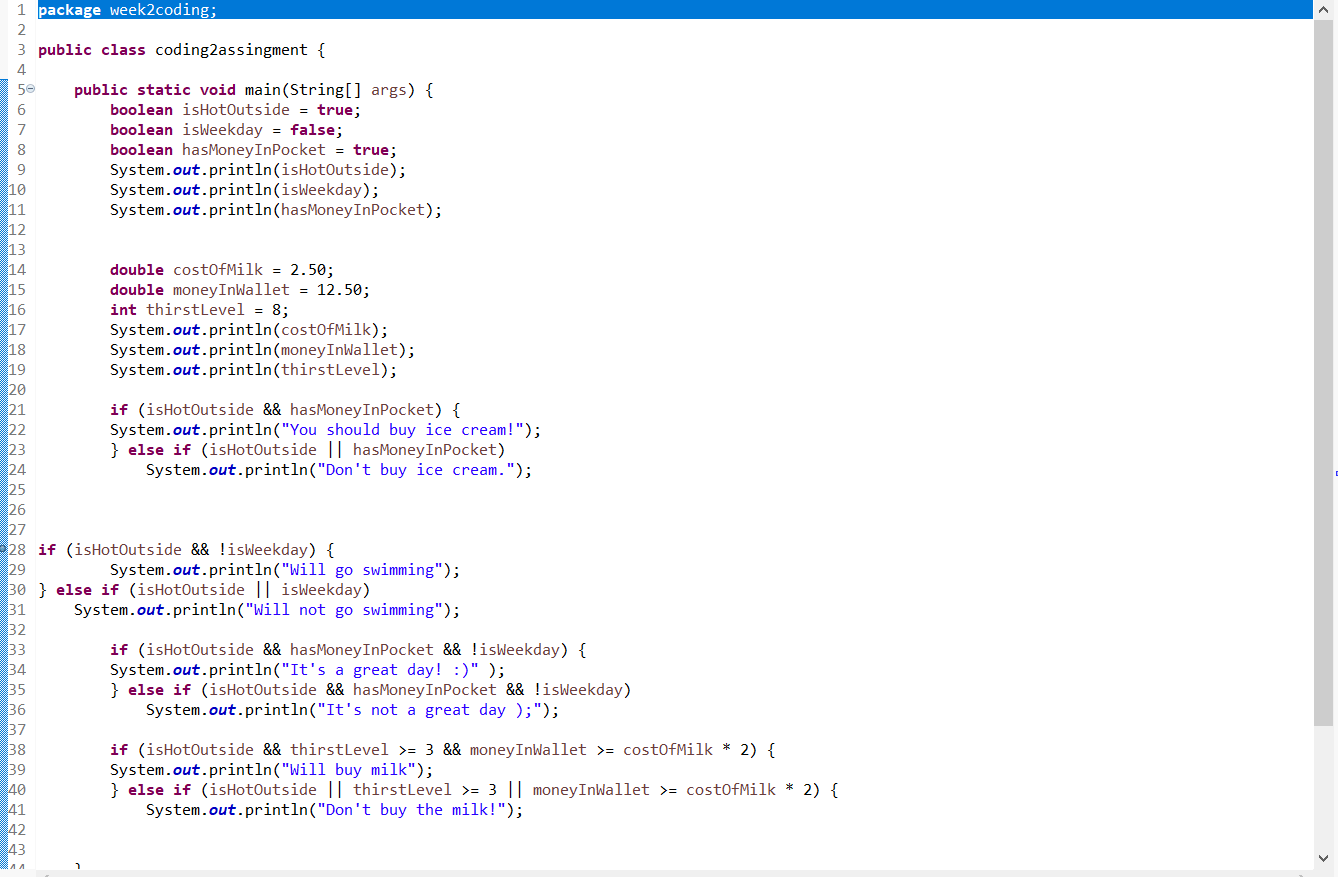 1 package week2coding;
2
3 public class coding2assingment {
4
5 public static void main(String[] args) {
6 boolean isHotOutside = true;
7 boolean isWeekday = false;
8 boolean hasMoneyInPocket = true;
9 System.out.println(isHotOutside);
10 System.out.println(isWeekday);
11 System.out.println(hasMoneyInPocket);
12
13
14 double costOfMilk = 2.50;
15 double moneyInWallet = 12.50;
16 int thirstLevel = 8;
17 System.out.println(costOfMilk);
18 System.out.println(moneyInWallet);
19 System.out.println(thirstLevel);
20
21 if (isHotOutside && hasMoneyInPocket) {
22 System.out.println("You should buy ice cream!");
23 } else if (isHotOutside || hasMoneyInPocket)
24 System.out.println("Don't buy ice cream.");
25
26
27
28 if (isHotOutside && !isWeekday) {
29 System.out.println("Will go swimming");
30 } else if (isHotOutside || isWeekday)
31 System.out.println("Will not go swimming");
32
33 if (isHotOutside && hasMoneyInPocket && !isWeekday) {
34 System.out.println("It's a great day! :)" );
35 } else if (isHotOutside && hasMoneyInPocket && !isWeekday)
36 System.out.println("It's not a great day );");
37
38 if (isHotOutside && thirstLevel >= 3 && moneyInWallet >= costOfMilk * 2) {
39 System.out.println("Will buy milk");
40 } else if (isHotOutside || thirstLevel >= 3 || moneyInWallet >= costOfMilk * 2) {
41 System.out.println("Don't buy the milk!");
42
43
44 }